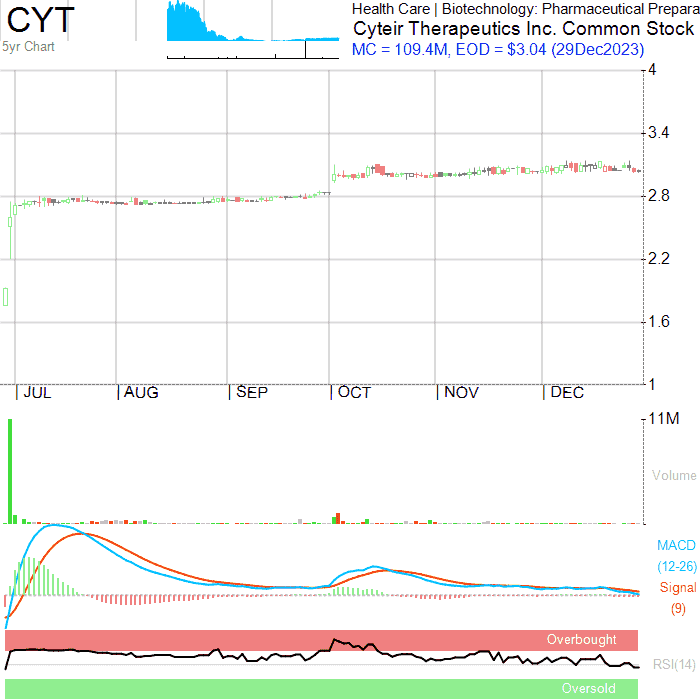 CYT
5yr Chart
Health Care | Biotechnology: Pharmaceutical Prepara
Cyteir Therapeutics Inc. Common Stock
MC = 109.4M, EOD = $3.04 (29Dec2023)
4
3.4
2.8
2.2
1.6
1
JUL AUG SEP OCT NOV DEC
11M
Volume
MACD
(12-26)
Signal
(9)
Overbought
RSI(14)
Oversold